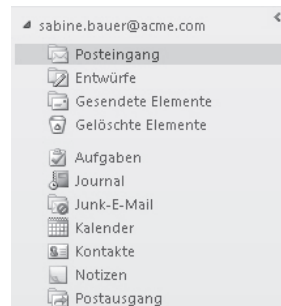 sabine.bauer@acme.com
Posteingang
Entwürfe
Gesendete Elemente
Gelöschte Elemente
Aufgaben
Journal
Junk-E-Mail
Kalender
Kontakte
Notizen
Postausgang